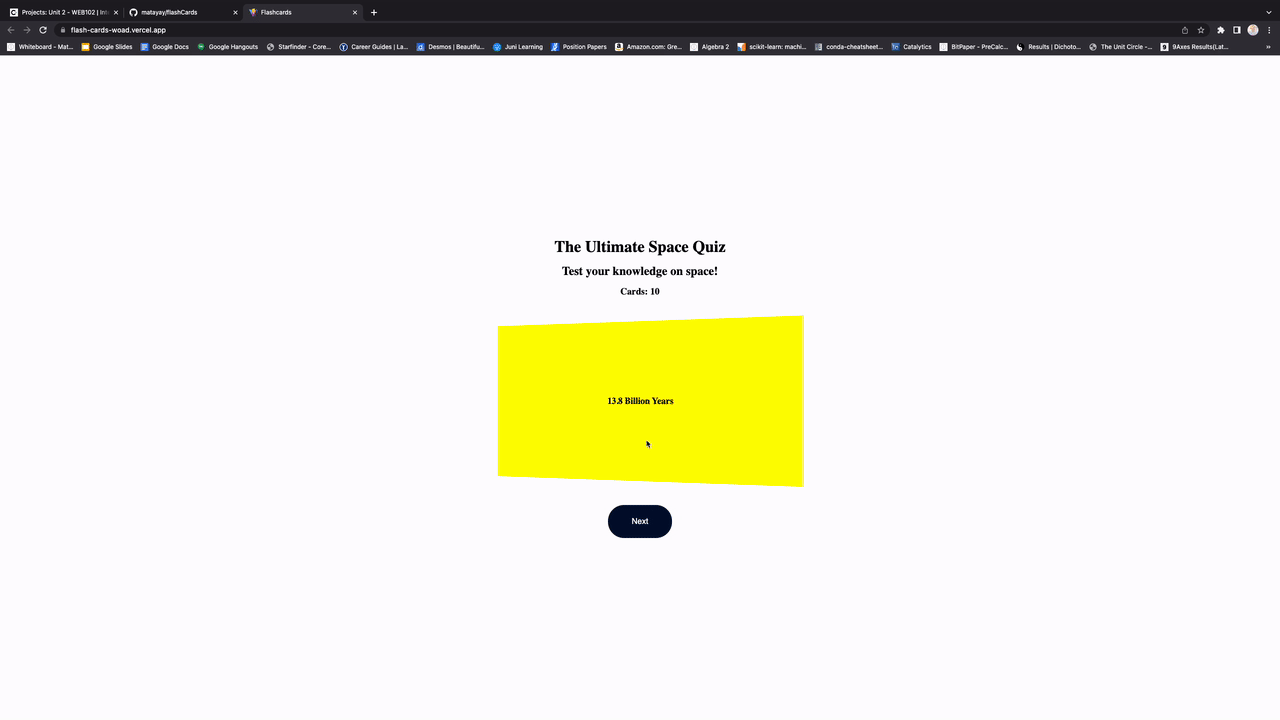 Projects: Unit 2 - WEB102 | Int
matayay/flashCards
Flashcards
flash-cards-woad.vercel.app
Whiteboard - Mat...
Google Slides
Google Docs
Google Hangouts
Starfinder - Core...
Career Guides | La...
Desmos | Beautifu...
Juni Learning
Position Papers
Amazon.com: Gre...
Algebra 2
scikit-learn: machi...
conda-cheatsheet...
Catalytics
BitPaper - PreCalc...
Results | Dichoto...
The Unit Circle -...
9Axes Results(Lat...
The Ultimate Space Quiz
Test your knowledge on space!
Cards: 10
13.8 Billion Years
Next